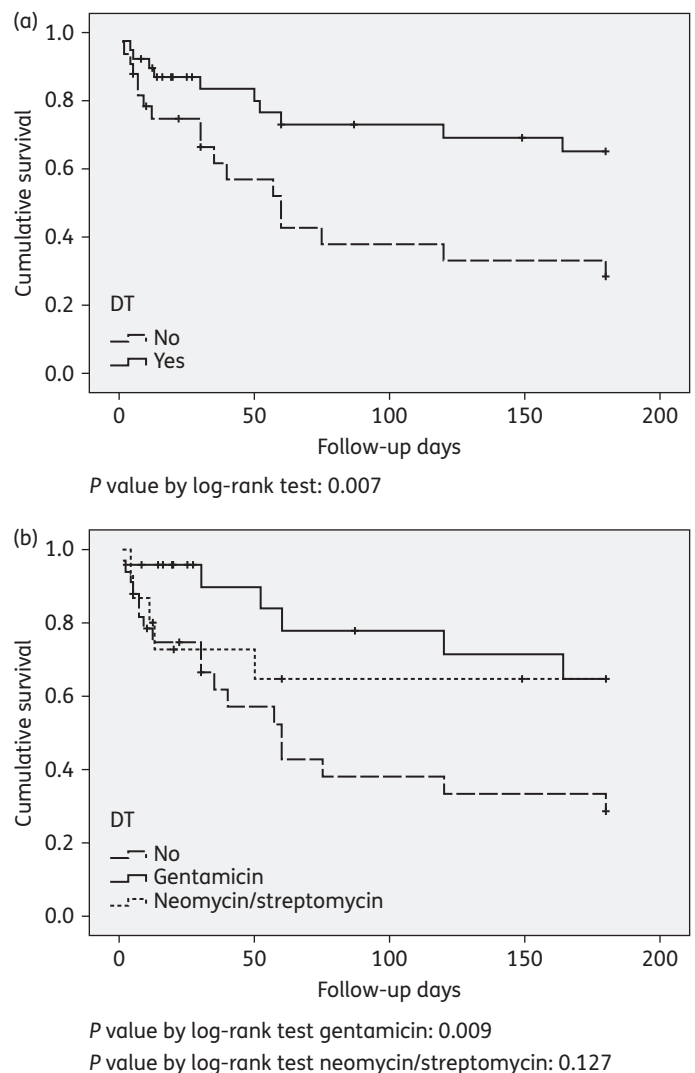 (a)
1.0
0.8
0.6
0.4
0.2
0.0
Cumulative survival
DT
No
Yes
0 50 100 150 200
Follow-up days
P value by log-rank test: 0.007
(b)
1.0
0.8
0.6
0.4
0.2
0.0
Cumulative survival
DT
No
Gentamicin
Neomycin/streptomycin
0 50 100 150 200
Follow-up days
P value by log-rank test gentamicin: 0.009
P value by log-rank test neomycin/streptomycin: 0.127